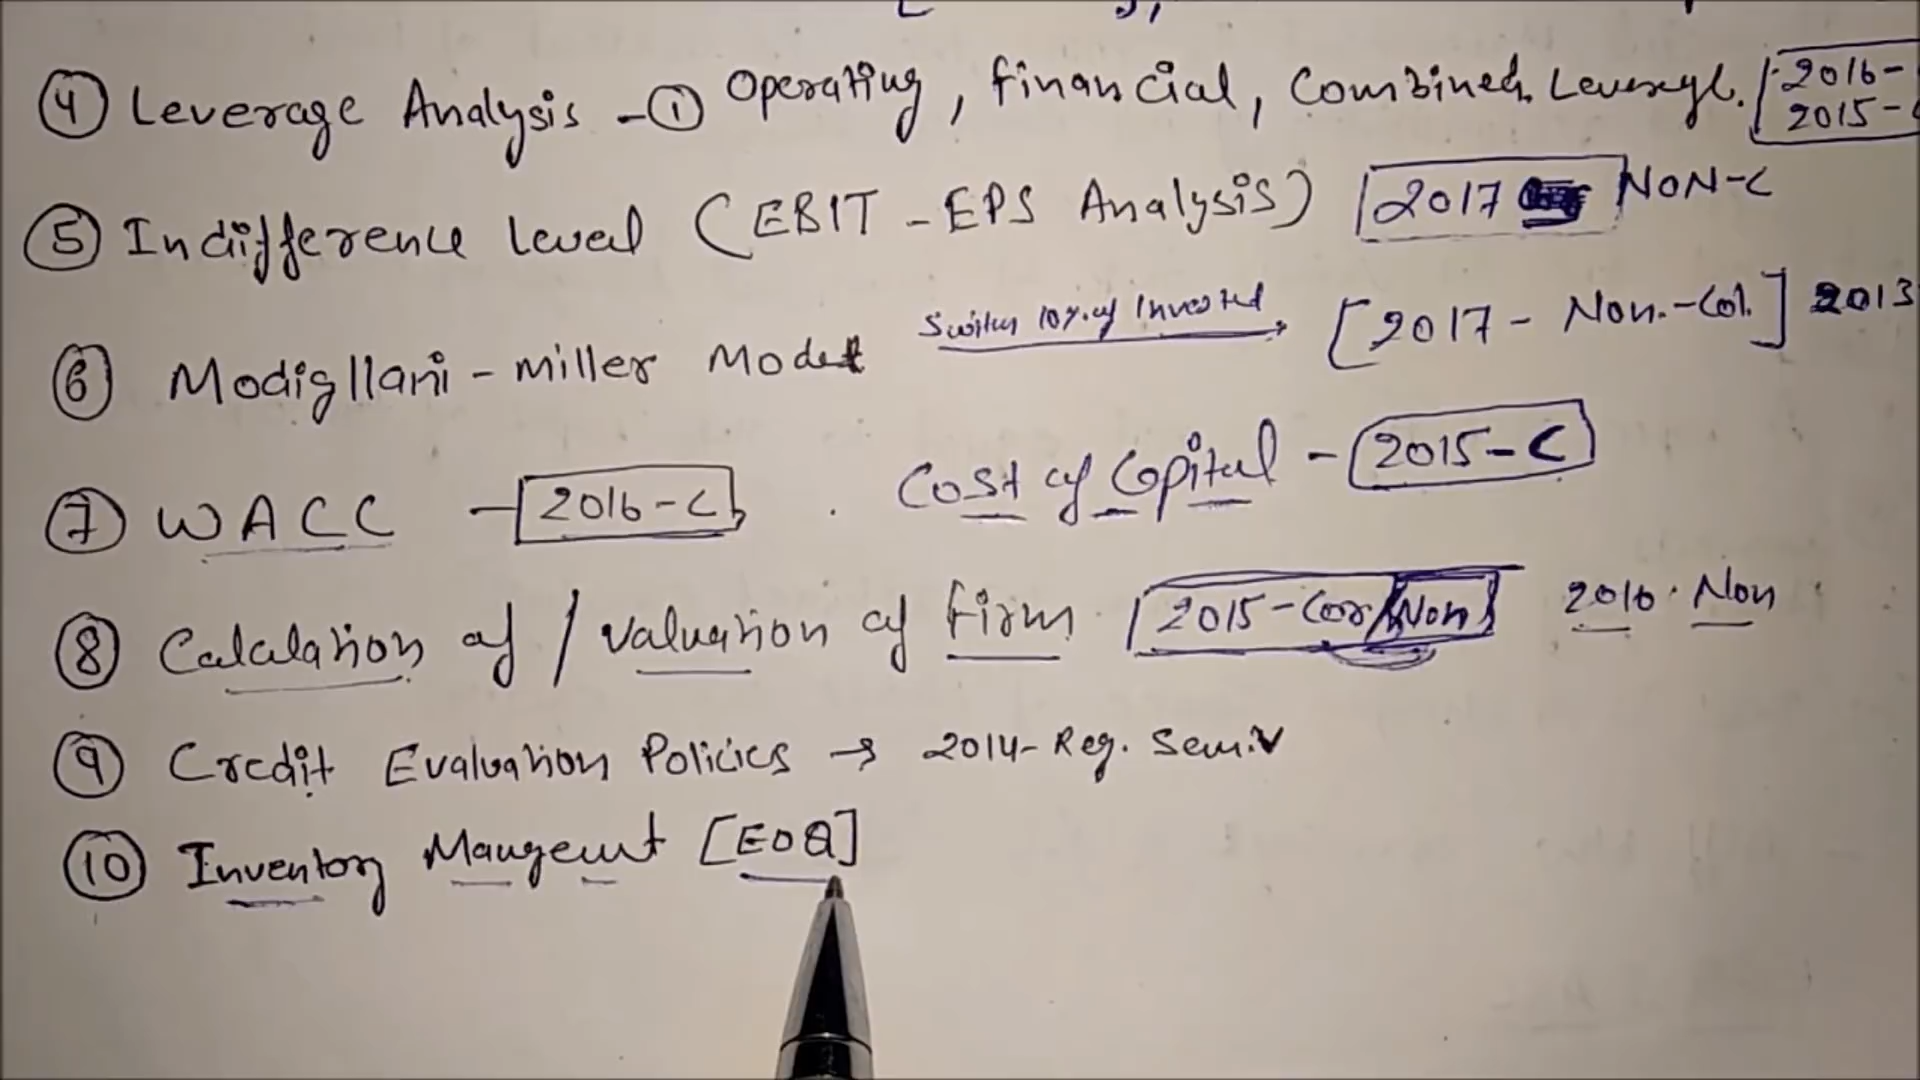 ④ Leverage Analysis - ① Operating, financial, Combined Leverage. [2016-
2015-
⑤ Indifference Level (EBIT - EPS Analysis) [2017 NON-C
⑥ Modigllani - miller Model 10% of Invested [2017 - Non.-Col.] 2013
⑦ WACC - 2016-C . Cost of Capital - 2015-C
⑧ Calculation of / valuation of firm 2015-Cor/Non 2016. Non
⑨ Credit Evaluation Policies → 2014- Reg. Sem.V
⑩ Inventory Mangemnt [EOQ]